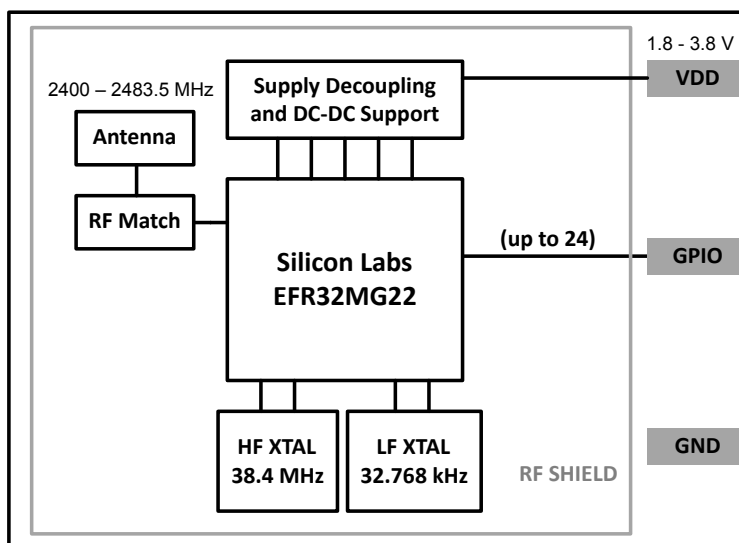 1.8 - 3.8 V
VDD
2400 – 2483.5 MHz
Supply Decoupling
and DC-DC Support
Antenna
RF Match
(up to 24)
GPIO
Silicon Labs
EFR32MG22
HF XTAL
38.4 MHz
LF XTAL
32.768 kHz
GND
RF SHIELD